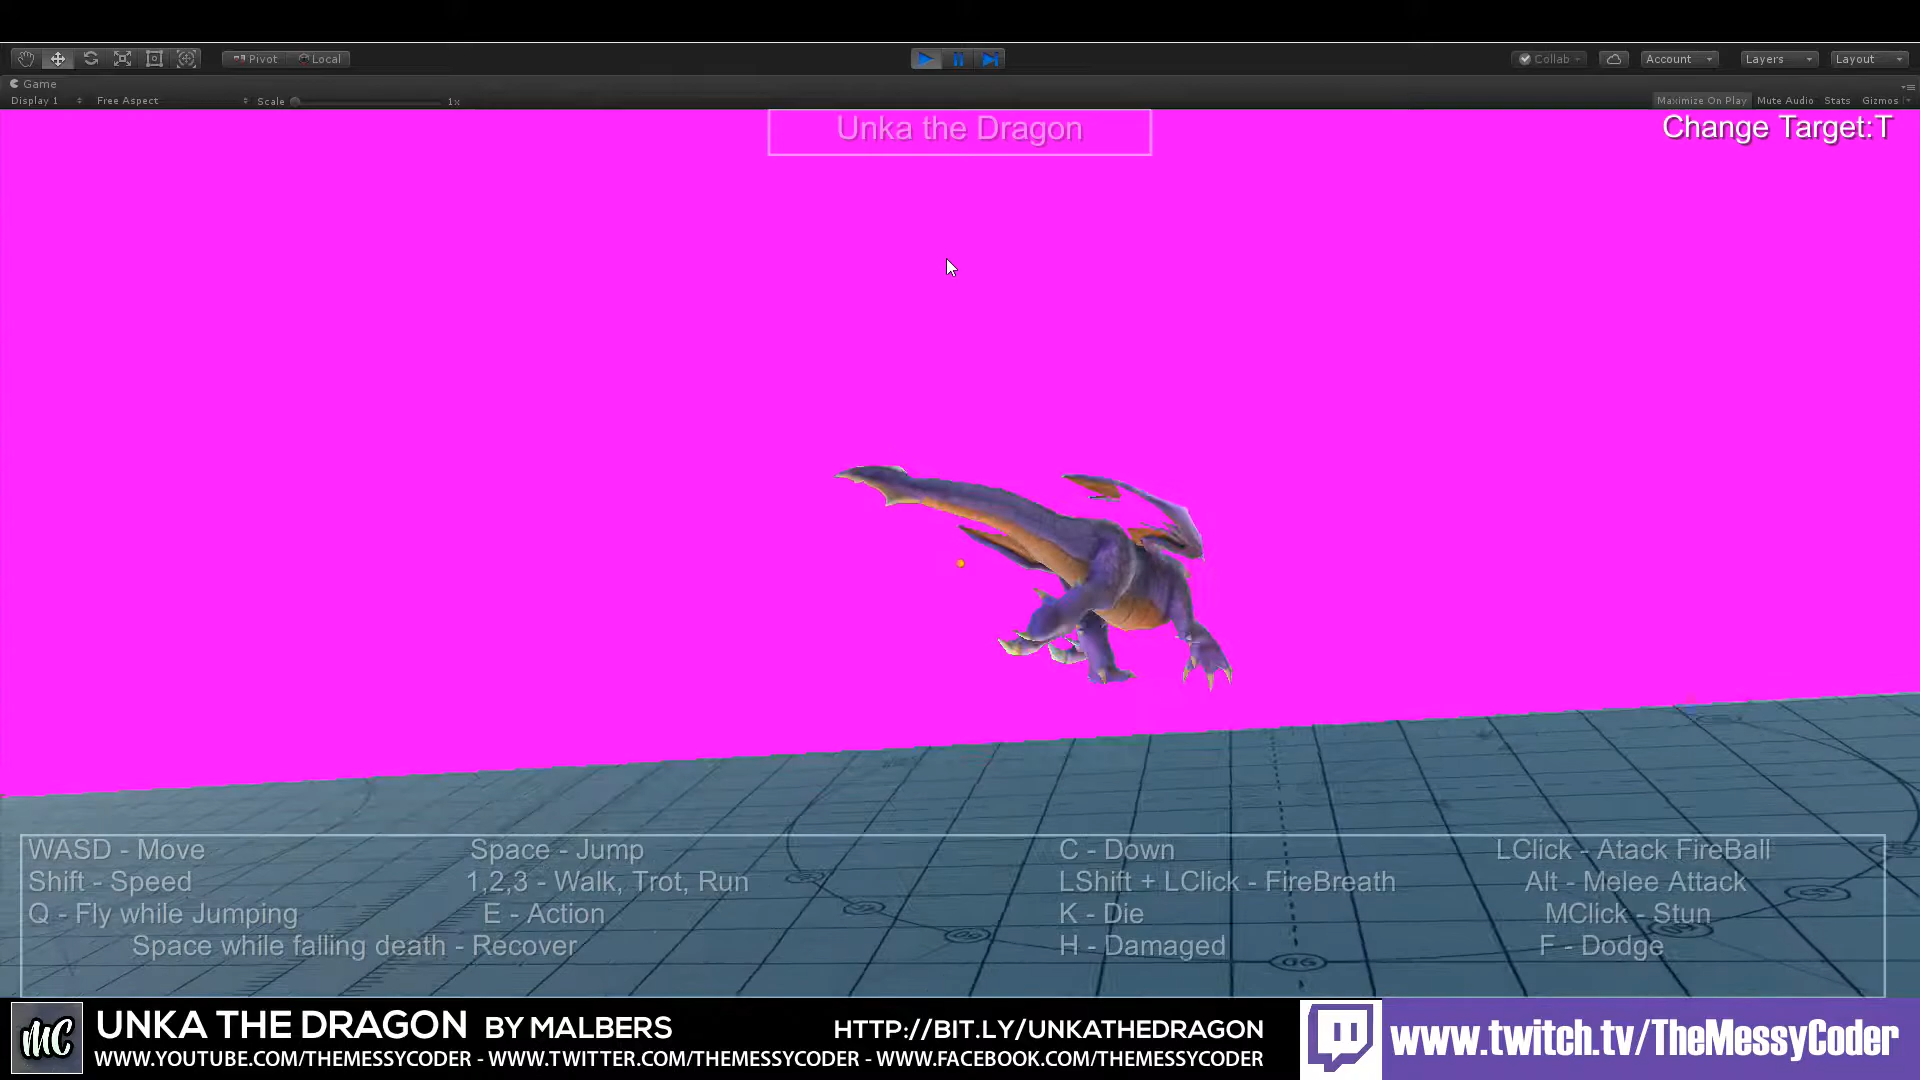 Pivot Local Collab Account Layers Layout
Game
Display 1 Free Aspect Scale 1x Maximize On Play Mute Audio Stats Gizmos
Unka the Dragon
Change Target:T
WASD - Move Space - Jump C - Down LClick - Atack FireBall
Shift - Speed 1,2,3 - Walk, Trot, Run LShift + LClick - FireBreath Alt - Melee Attack
Q - Fly while Jumping E - Action K - Die MClick - Stun
Space while falling death - Recover H - Damaged F - Dodge
MC UNKA THE DRAGON BY MALBERS HTTP://BIT.LY/UNKATHEDRAGON
WWW.YOUTUBE.COM/THEMESSYCODER - WWW.TWITTER.COM/THEMESSYCODER - WWW.FACEBOOK.COM/THEMESSYCODER
www.twitch.tv/TheMessyCoder